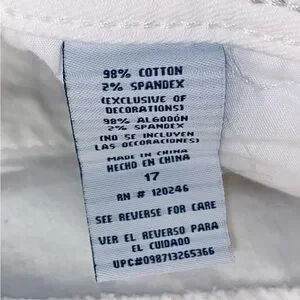 98% COTTON
2% SPANDEX
(EXCLUSIVE OF
DECORATIONS)
98% ALGODÓN
2% SPANDEX
(NO SE INCLUYEN
LAS DECORACIONES)
MADE IN CHINA
HECHO EN CHINA
17
RN # 120246
SEE REVERSE FOR CARE
VER EL REVERSO PARA
EL CUIDADO
UPC#098713265366